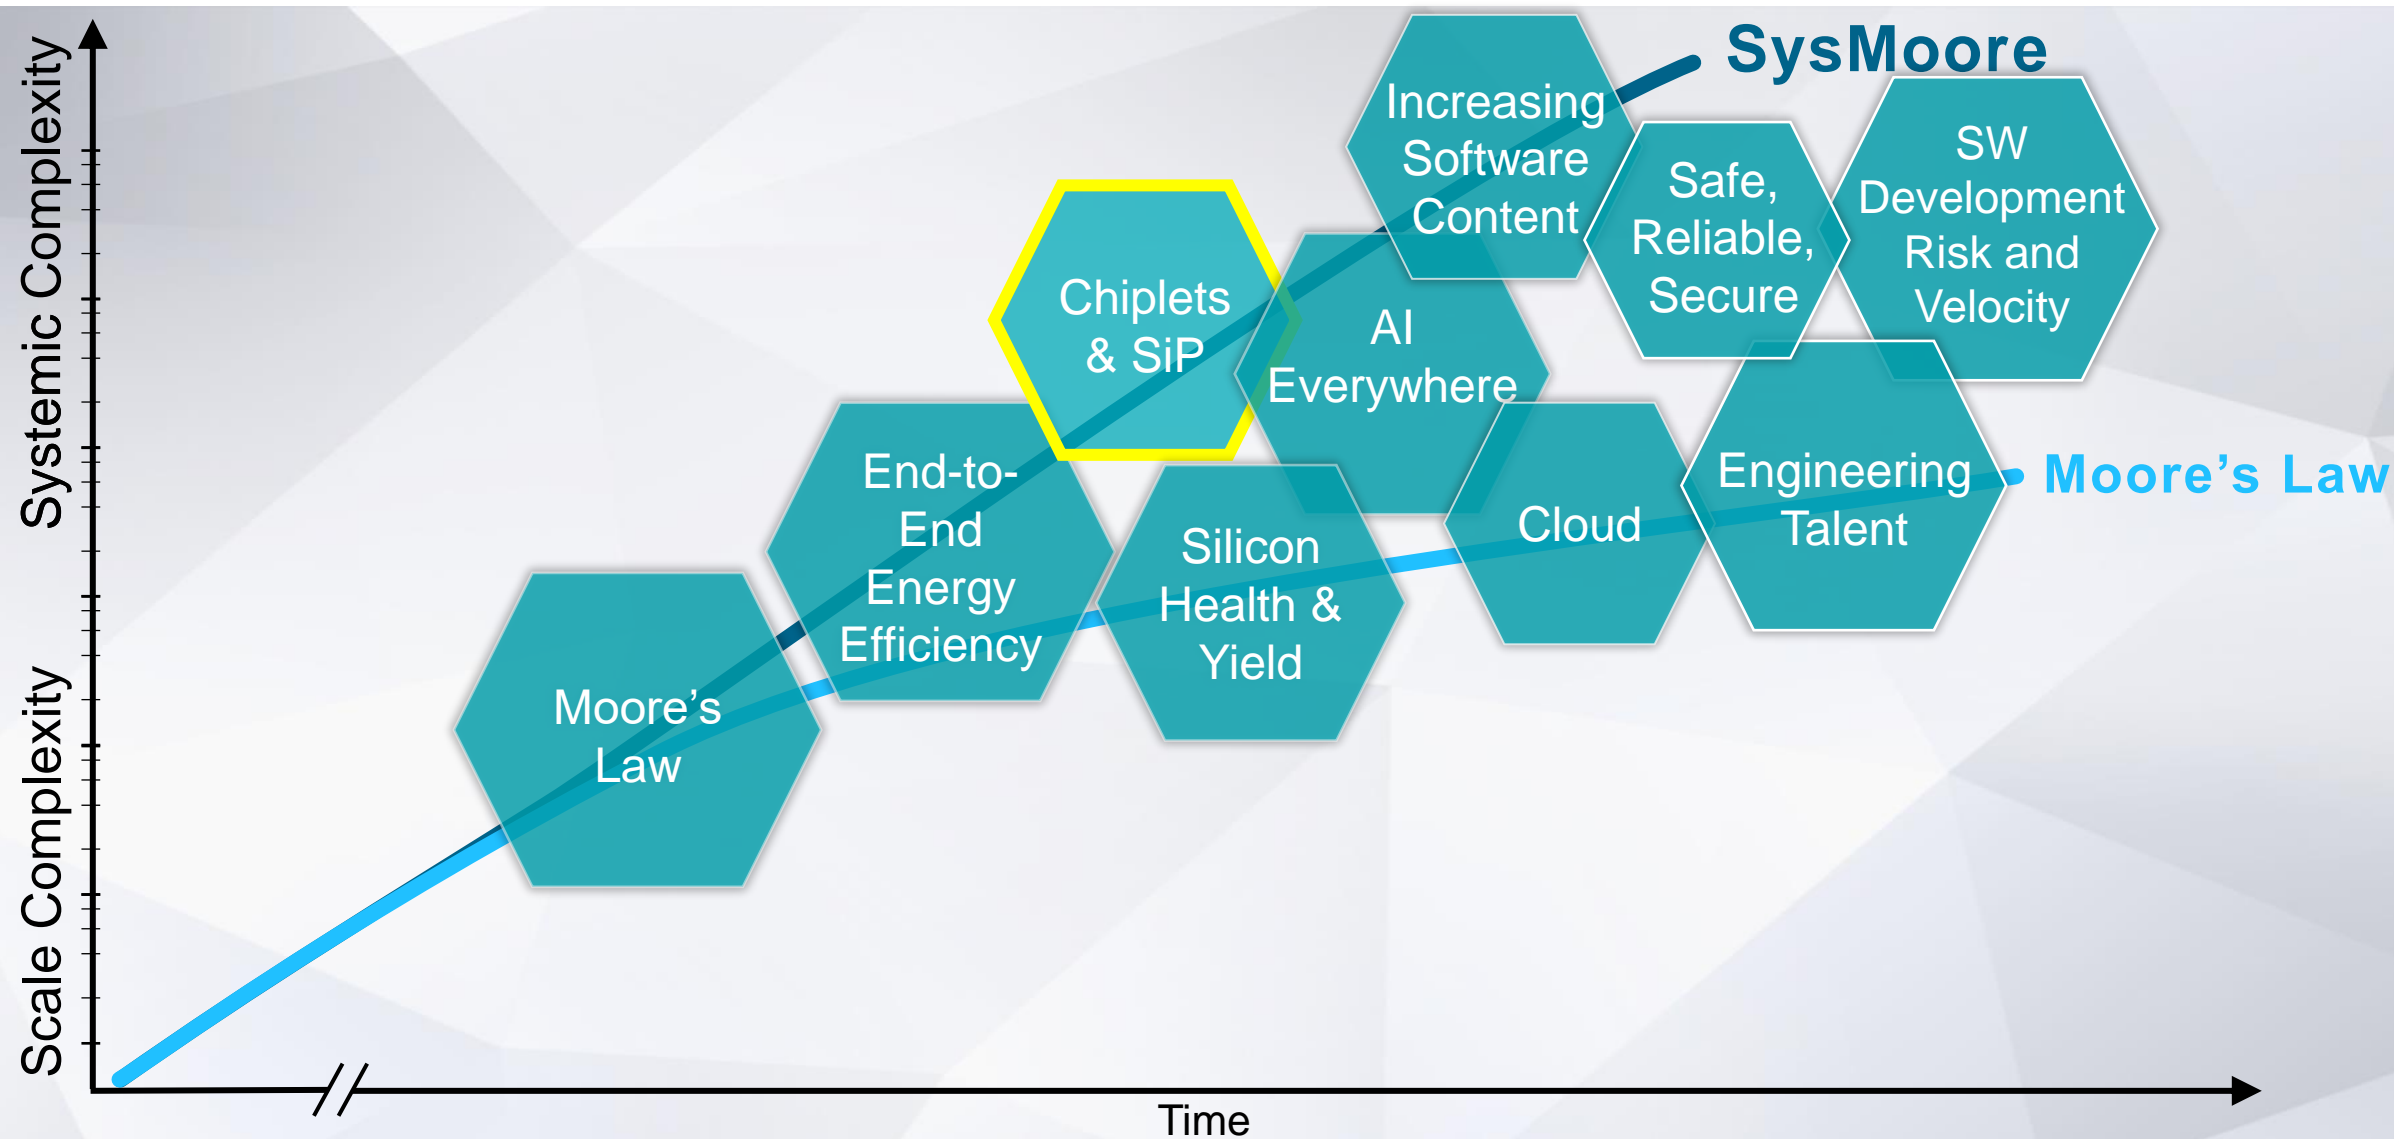 Systemic Complexity
Scale Complexity
SysMoore
Increasing
Software
Content
Safe,
Reliable,
Secure
SW
Development
Risk and
Velocity
Chiplets
& SiP
AI
Everywhere
End-to-
End
Energy
Efficiency
Silicon
Health &
Yield
Cloud
Engineering
Talent
Moore’s Law
Moore’s
Law
Time